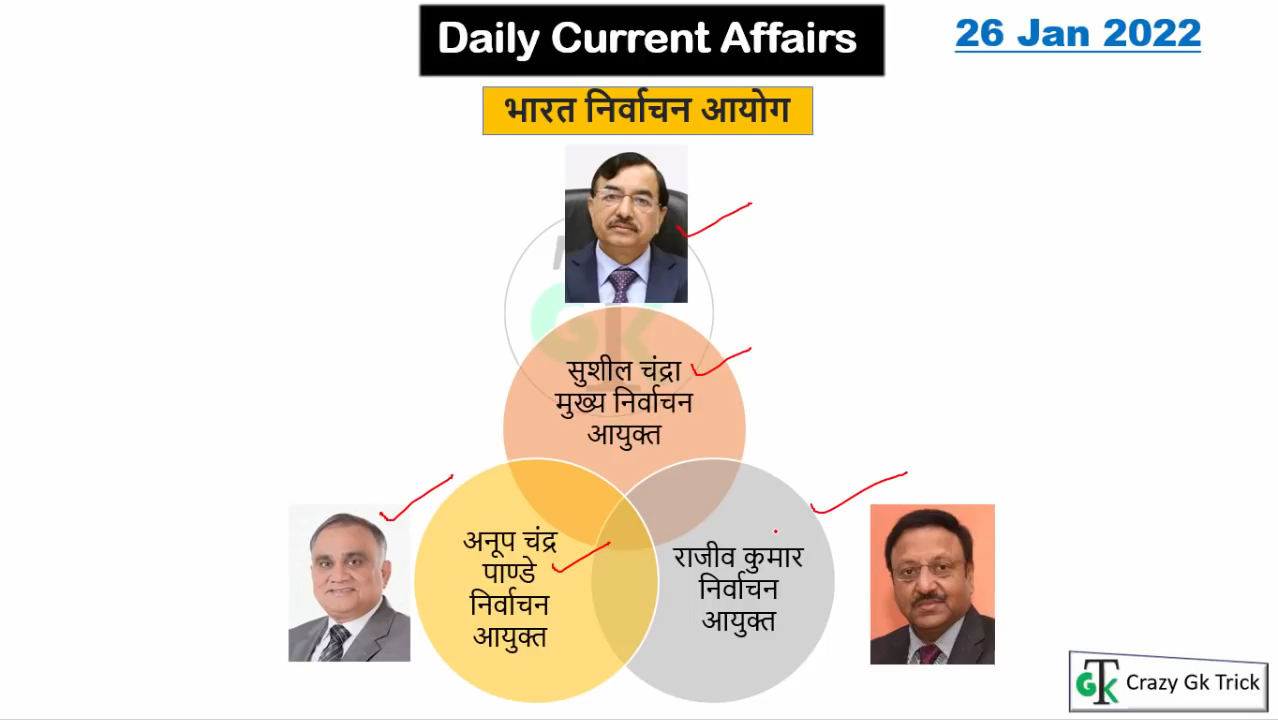 Daily Current Affairs
26 Jan 2022
भारत निर्वाचन आयोग
सुशील चंद्रा
मुख्य निर्वाचन
आयुक्त
अनूप चंद्र
पाण्डे
निर्वाचन
आयुक्त
राजीव कुमार
निर्वाचन
आयुक्त
GTK Crazy Gk Trick